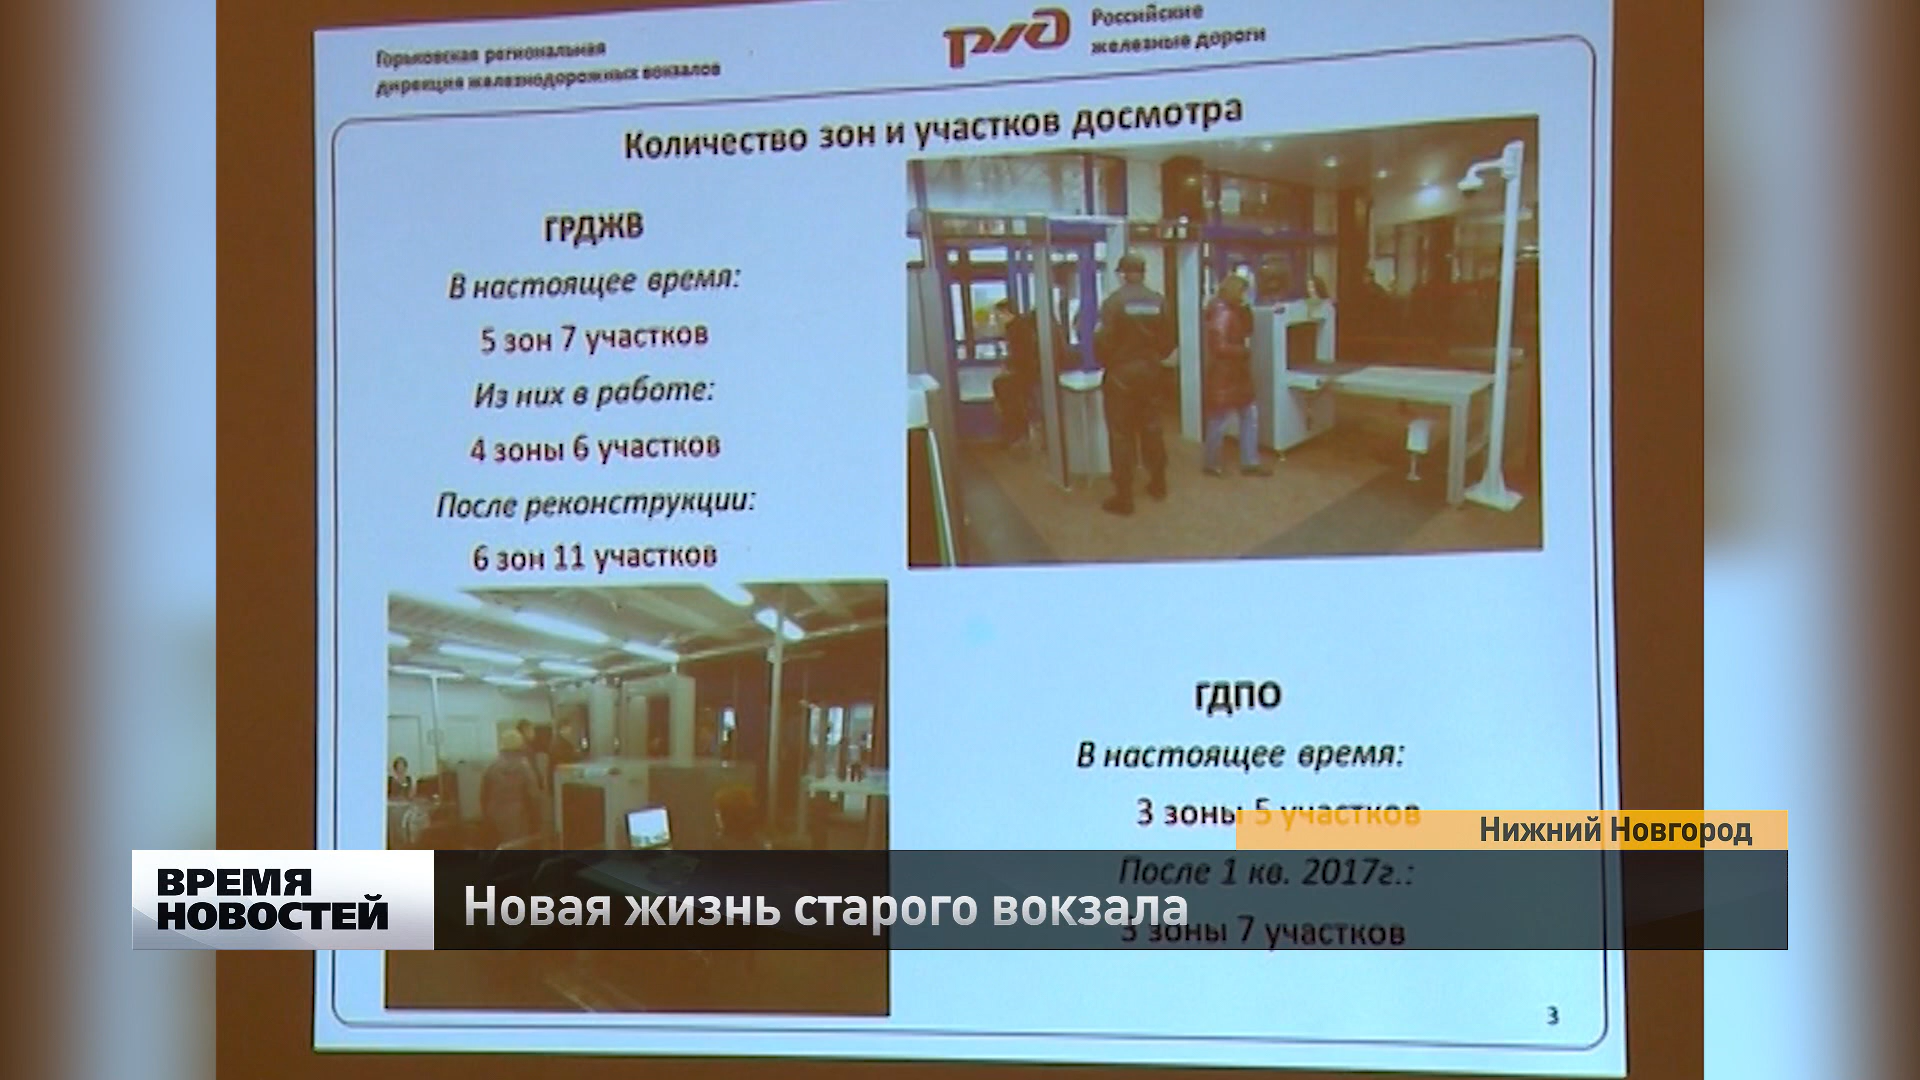 Горьковская региональная
дирекция железнодорожных вокзалов
ржд
Российские
железные дороги
Количество зон и участков досмотра
ГРДЖВ
В настоящее время:
5 зон 7 участков
Из них в работе:
4 зоны 6 участков
После реконструкции:
6 зон 11 участков
ГДПО
В настоящее время:
3 зоны 5 участков
После 1 кв. 2017г.:
3 зоны 7 участков
3
Нижний Новгород
ВРЕМЯ
НОВОСТЕЙ
Новая жизнь старого вокзала